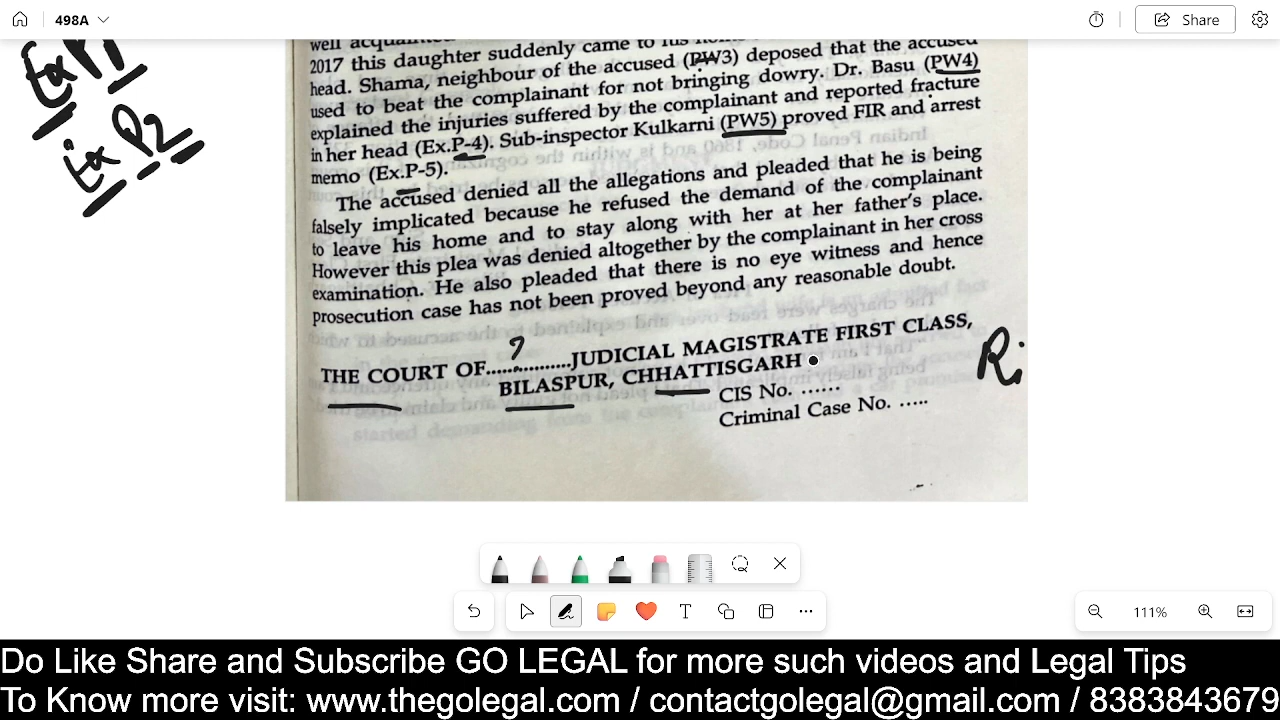 498A
Share
Ex P1
Ex P2
well acquainted
2017 this daughter suddenly came to his
head. Shama, neighbour of the accused (PW3) deposed that the accused
used to beat the complainant for not bringing dowry. Dr. Basu (PW4)
explained the injuries suffered by the complainant and reported fracture
in her head (Ex.P-4). Sub-inspector Kulkarni (PW5) proved FIR and arrest
memo (Ex.P-5).
The accused denied all the allegations and pleaded that he is being
falsely implicated because he refused the demand of the complainant
to leave his home and to stay along with her at her father's place.
However this plea was denied altogether by the complainant in her cross
examination. He also pleaded that there is no eye witness and hence
prosecution case has not been proved beyond any reasonable doubt.
?
THE COURT OF...............JUDICIAL MAGISTRATE FIRST CLASS,
BILASPUR, CHHATTISGARH
CIS No. ......
Criminal Case No. .....
T
111%
Do Like Share and Subscribe GO LEGAL for more such videos and Legal Tips
To Know more visit: www.thegolegal.com / contactgolegal@gmail.com / 8383843679